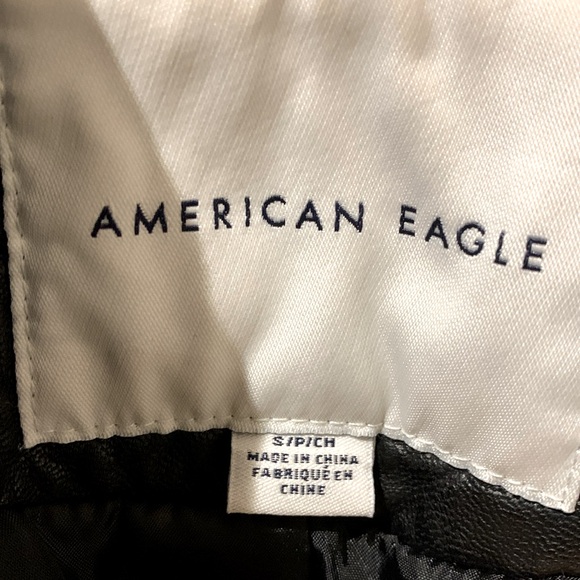 AMERICAN EAGLE
S/P/CH
MADE IN CHINA
FABRIQUÉ EN
CHINE